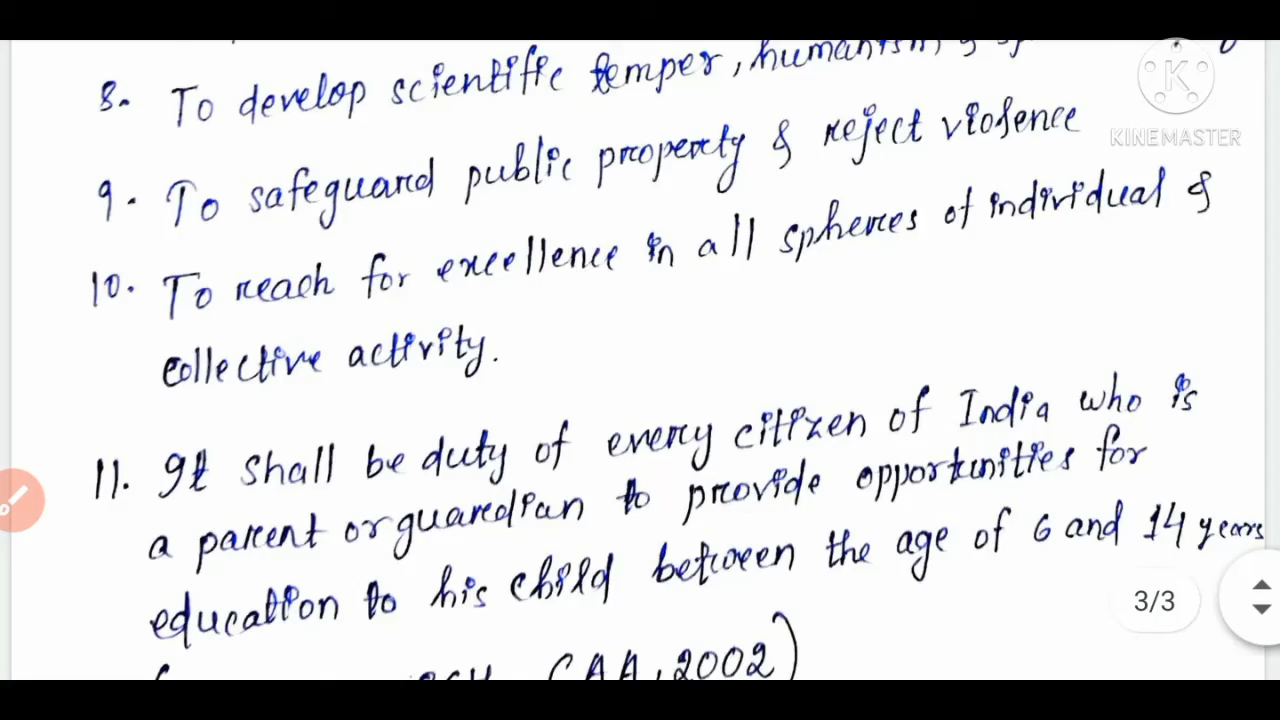 8. To develop scientific temper, humanism &
KINEMASTER
9. To safeguard public property & reject violence
10. To reach for excellence in all spheres of individual &
collective activity.
11. It shall be duty of every citizen of India who is
a parent or guardian to provide opportunities for
education to his child between the age of 6 and 14 years
3/3
CAA, 2002)